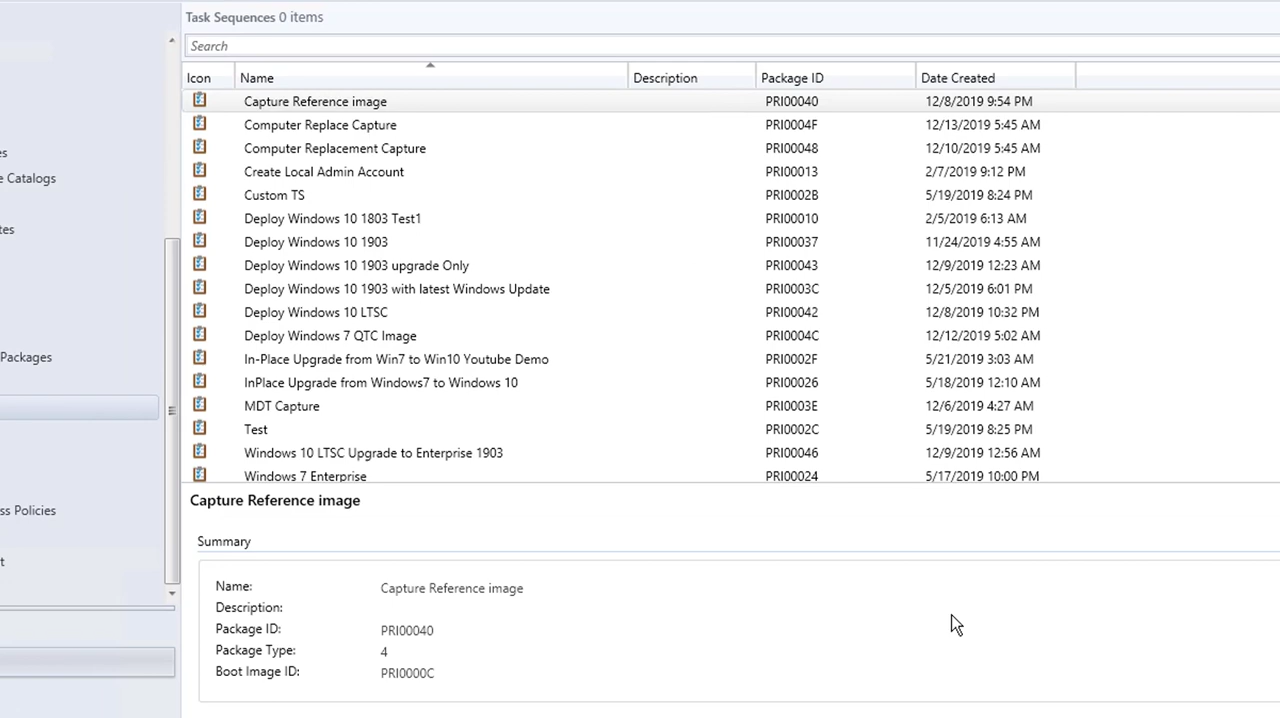 Task Sequences 0 items
Search
Icon Name Description Package ID Date Created
Capture Reference image PRI00040 12/8/2019 9:54 PM
Computer Replace Capture PRI0004F 12/13/2019 5:45 AM
Computer Replacement Capture PRI00048 12/10/2019 5:45 AM
Create Local Admin Account PRI00013 2/7/2019 9:12 PM
Custom TS PRI0002B 5/19/2019 8:24 PM
Deploy Windows 10 1803 Test1 PRI00010 2/5/2019 6:13 AM
Deploy Windows 10 1903 PRI00037 11/24/2019 4:55 AM
Deploy Windows 10 1903 upgrade Only PRI00043 12/9/2019 12:23 AM
Deploy Windows 10 1903 with latest Windows Update PRI0003C 12/5/2019 6:01 PM
Deploy Windows 10 LTSC PRI00042 12/8/2019 10:32 PM
Deploy Windows 7 QTC Image PRI0004C 12/12/2019 5:02 AM
In-Place Upgrade from Win7 to Win10 Youtube Demo PRI0002F 5/21/2019 3:03 AM
InPlace Upgrade from Windows7 to Windows 10 PRI00026 5/18/2019 12:10 AM
MDT Capture PRI0003E 12/6/2019 4:27 AM
Test PRI0002C 5/19/2019 8:25 PM
Windows 10 LTSC Upgrade to Enterprise 1903 PRI00046 12/9/2019 12:56 AM
Windows 7 Enterprise PRI00024 5/17/2019 10:00 PM
es
e Catalogs
tes
Packages
ss Policies
t
Capture Reference image
Summary
Name: Capture Reference image
Description:
Package ID: PRI00040
Package Type: 4
Boot Image ID: PRI0000C